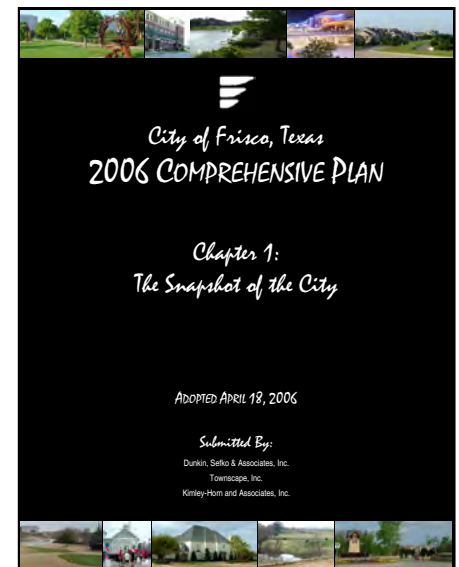 City of Frisco, Texas
2006 COMPREHENSIVE PLAN
Chapter 1:
The Snapshot of the City
ADOPTED APRIL 18, 2006
Submitted By:
Dunkin, Sefko & Associates, Inc.
Townscape, Inc.
Kimley-Horn and Associates, Inc.